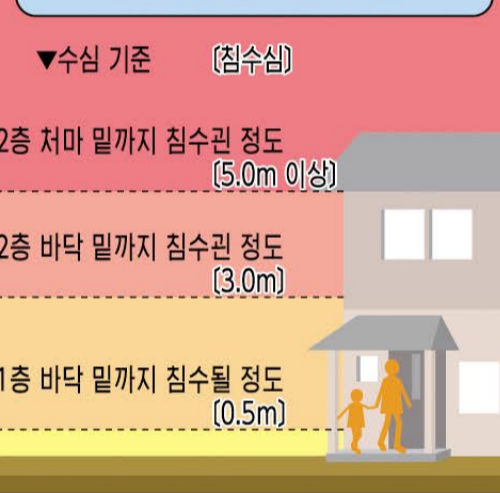 ▼수심 기준 [침수심]
2층 처마 밑까지 침수괸 정도
[5.0m 이상]
2층 바닥 밑까지 침수괸 정도
[3.0m]
1층 바닥 밑까지 침수될 정도
[0.5m]